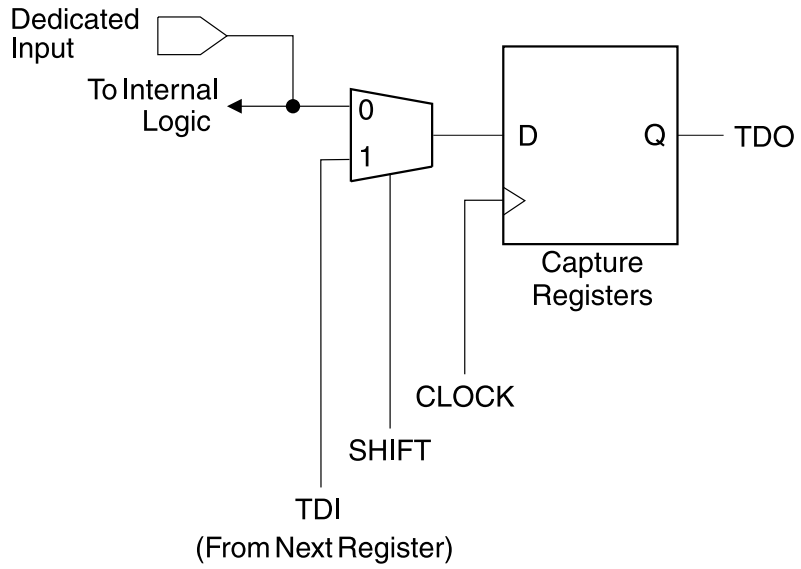 Dedicated
Input
To Internal
Logic
0
1
D
Q
TDO
Capture
Registers
CLOCK
SHIFT
TDI
(From Next Register)